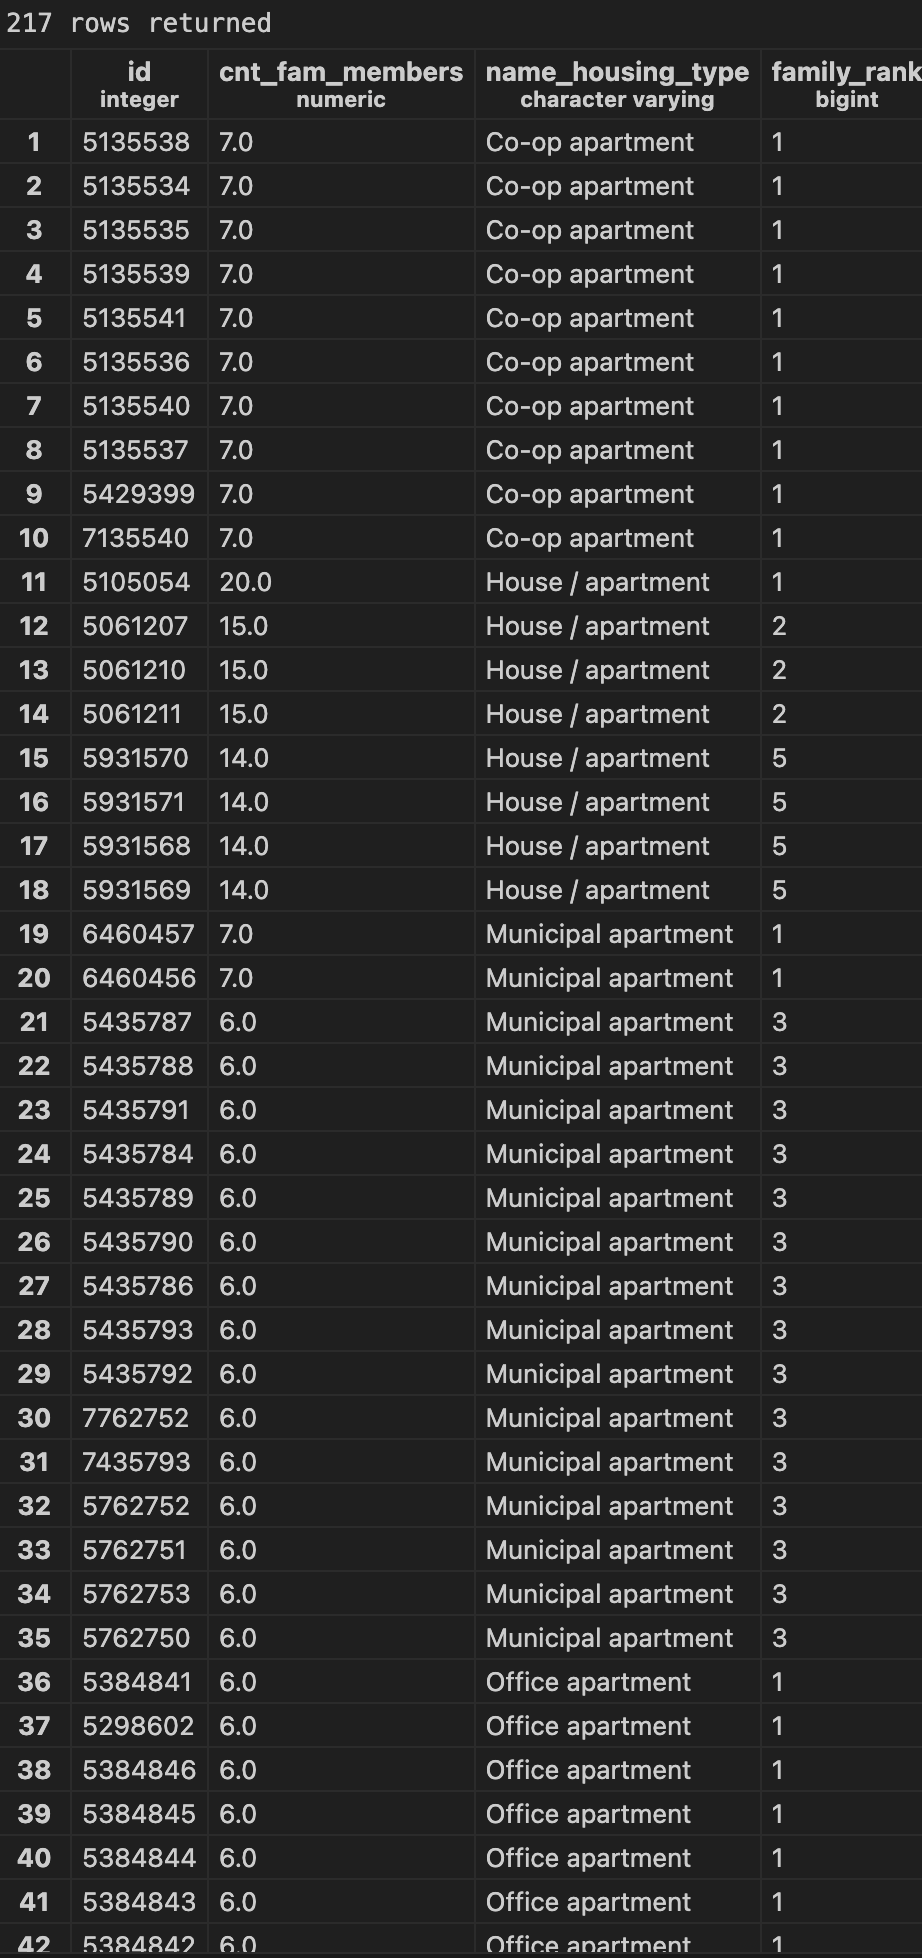 217 rows returned
id cnt_fam_members name_housing_type family_rank
integer numeric character varying bigint
1 5135538 7.0 Co-op apartment 1
2 5135534 7.0 Co-op apartment 1
3 5135535 7.0 Co-op apartment 1
4 5135539 7.0 Co-op apartment 1
5 5135541 7.0 Co-op apartment 1
6 5135536 7.0 Co-op apartment 1
7 5135540 7.0 Co-op apartment 1
8 5135537 7.0 Co-op apartment 1
9 5429399 7.0 Co-op apartment 1
10 7135540 7.0 Co-op apartment 1
11 5105054 20.0 House / apartment 1
12 5061207 15.0 House / apartment 2
13 5061210 15.0 House / apartment 2
14 5061211 15.0 House / apartment 2
15 5931570 14.0 House / apartment 5
16 5931571 14.0 House / apartment 5
17 5931568 14.0 House / apartment 5
18 5931569 14.0 House / apartment 5
19 6460457 7.0 Municipal apartment 1
20 6460456 7.0 Municipal apartment 1
21 5435787 6.0 Municipal apartment 3
22 5435788 6.0 Municipal apartment 3
23 5435791 6.0 Municipal apartment 3
24 5435784 6.0 Municipal apartment 3
25 5435789 6.0 Municipal apartment 3
26 5435790 6.0 Municipal apartment 3
27 5435786 6.0 Municipal apartment 3
28 5435793 6.0 Municipal apartment 3
29 5435792 6.0 Municipal apartment 3
30 7762752 6.0 Municipal apartment 3
31 7435793 6.0 Municipal apartment 3
32 5762752 6.0 Municipal apartment 3
33 5762751 6.0 Municipal apartment 3
34 5762753 6.0 Municipal apartment 3
35 5762750 6.0 Municipal apartment 3
36 5384841 6.0 Office apartment 1
37 5298602 6.0 Office apartment 1
38 5384846 6.0 Office apartment 1
39 5384845 6.0 Office apartment 1
40 5384844 6.0 Office apartment 1
41 5384843 6.0 Office apartment 1
42 5384842 6.0 Office apartment 1